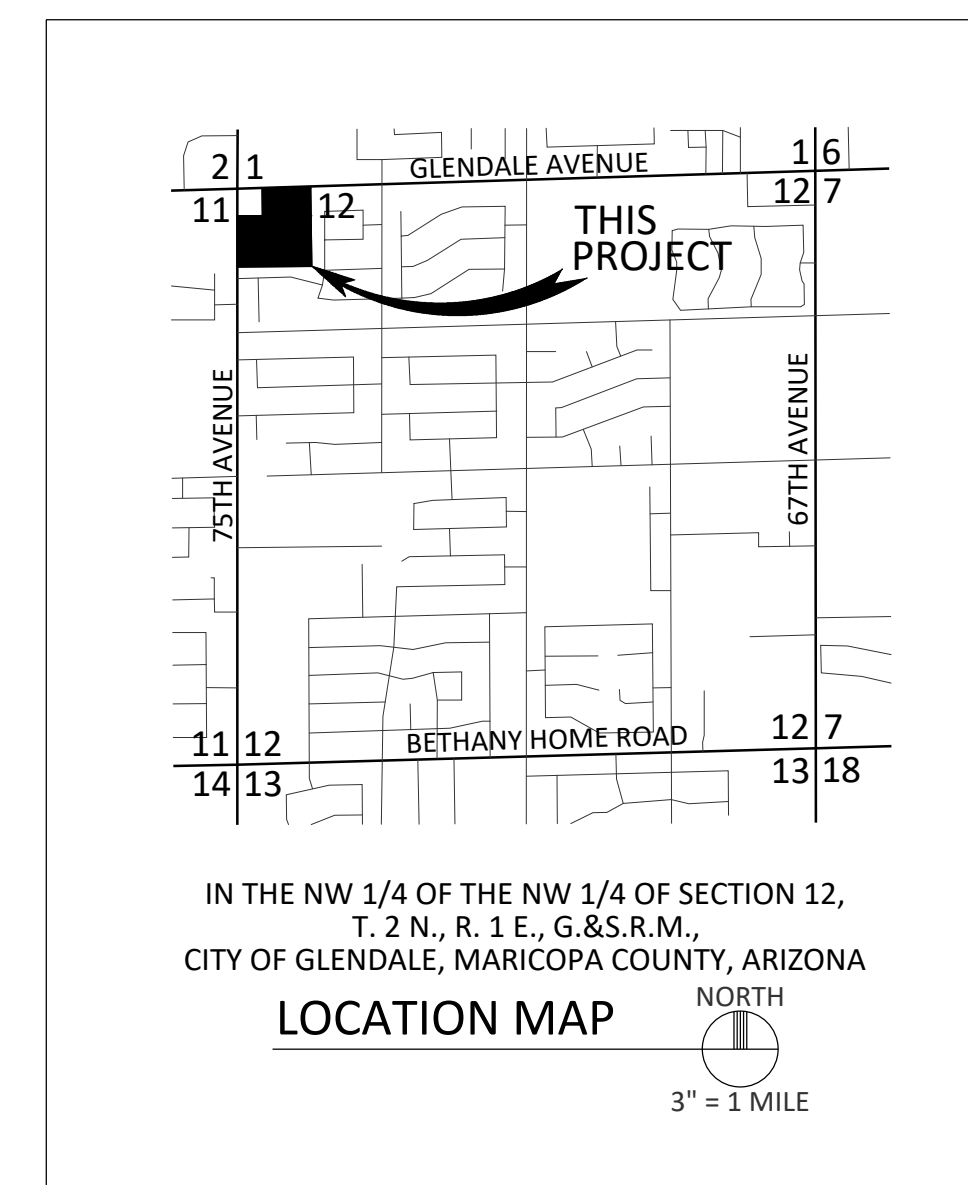 2 1
GLENDALE AVENUE
1 6
11
12
12 7
THIS
PROJECT
75TH AVENUE
67TH AVENUE
11 12
BETHANY HOME ROAD
12 7
14 13
13 18
IN THE NW 1/4 OF THE NW 1/4 OF SECTION 12,
T. 2 N., R. 1 E., G.&S.R.M.,
CITY OF GLENDALE, MARICOPA COUNTY, ARIZONA
LOCATION MAP
NORTH
3" = 1 MILE